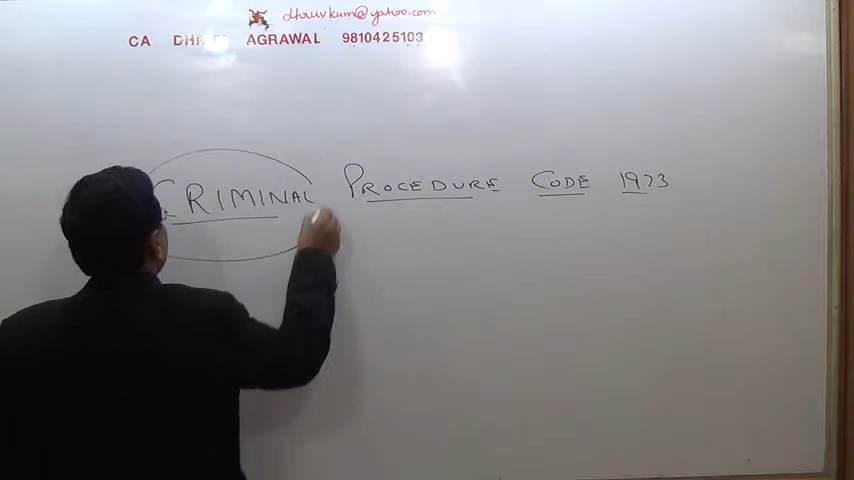 dhruvkum@yahoo.com
CA AGRAWAL 9810425103
CRIMINAL PROCEDURE CODE 1973